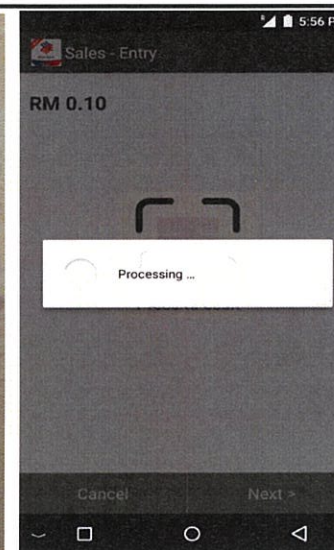 5:56 P
Sales - Entry
RM 0.10
Processing ...
Cancel
Next >